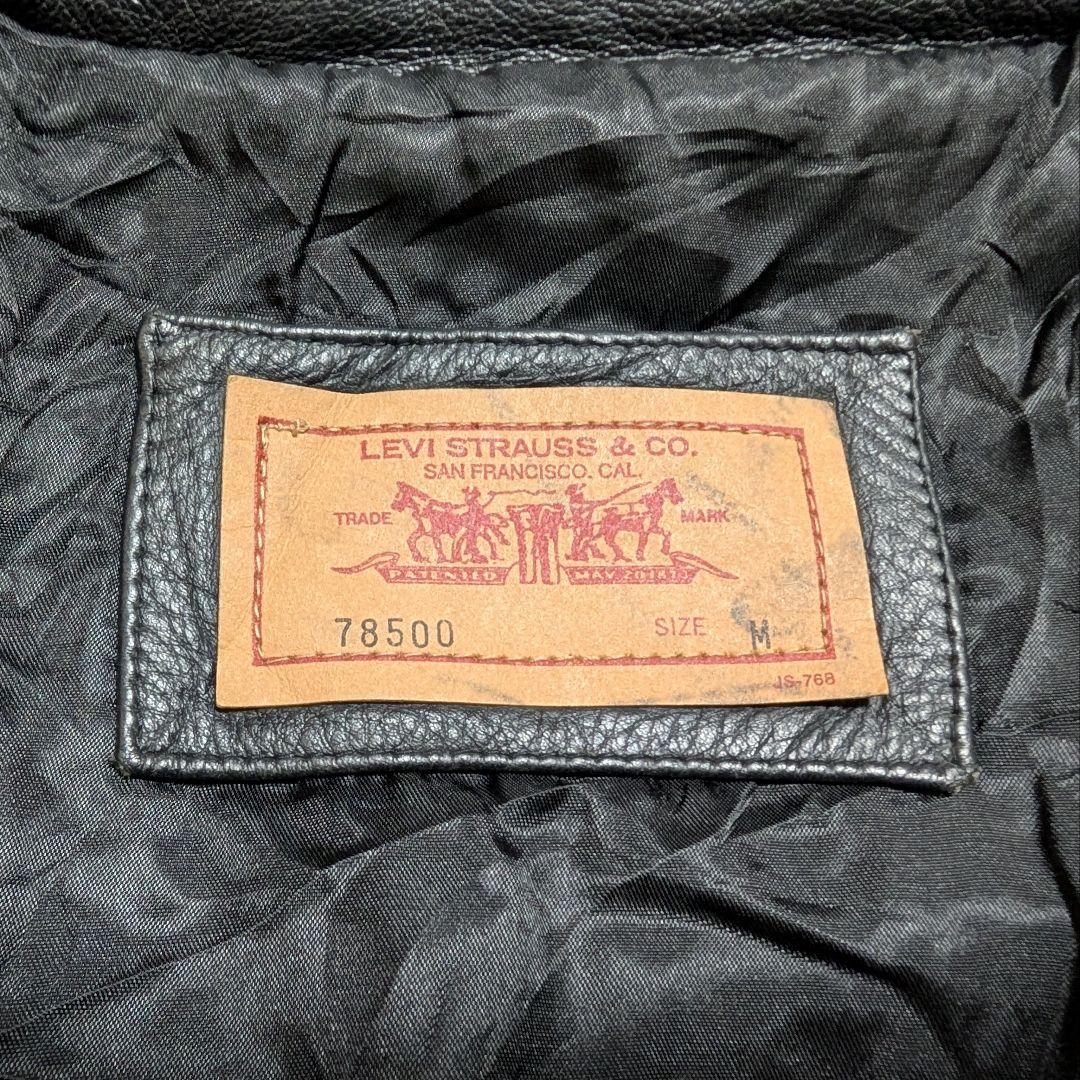 LEVI STRAUSS & CO.
SAN FRANCISCO. CAL.
TRADE MARK
PATENTED MAY 20 1873
78500 SIZE M
JS-768